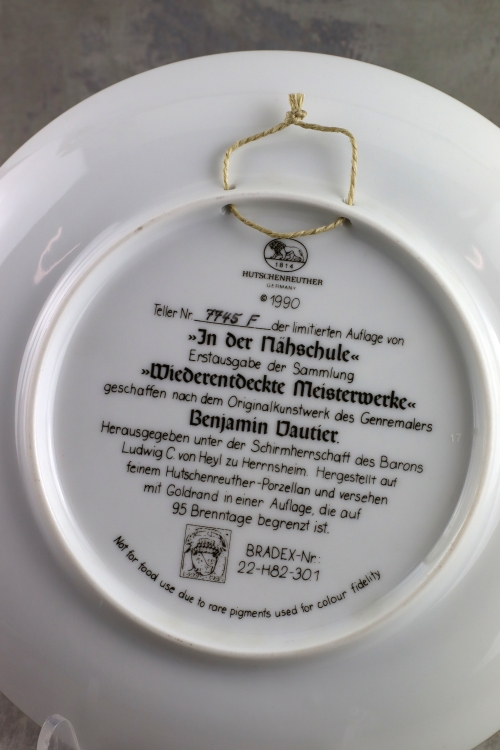 1814
HUTSCHENREUTHER
GERMANY
© 1990
Teller Nr. 7745 F der limitierten Auflage von
»In der Nähschule«
Erstausgabe der Sammlung
»Wiederentdeckte Meisterwerke«
geschaffen nach dem Originalkunstwerk des Genremalers
Benjamin Vautier.
Herausgegeben unter der Schirmherrschaft des Barons
Ludwig C von Heyl zu Herrnsheim. Hergestellt auf
feinem Hutschenreuther-Porzellan und versehen
mit Goldrand in einer Auflage, die auf
95 Brenntage begrenzt ist.
BRADEX-Nr.:
22-H82-301
Not for food use due to rare pigments used for colour fidelity
17